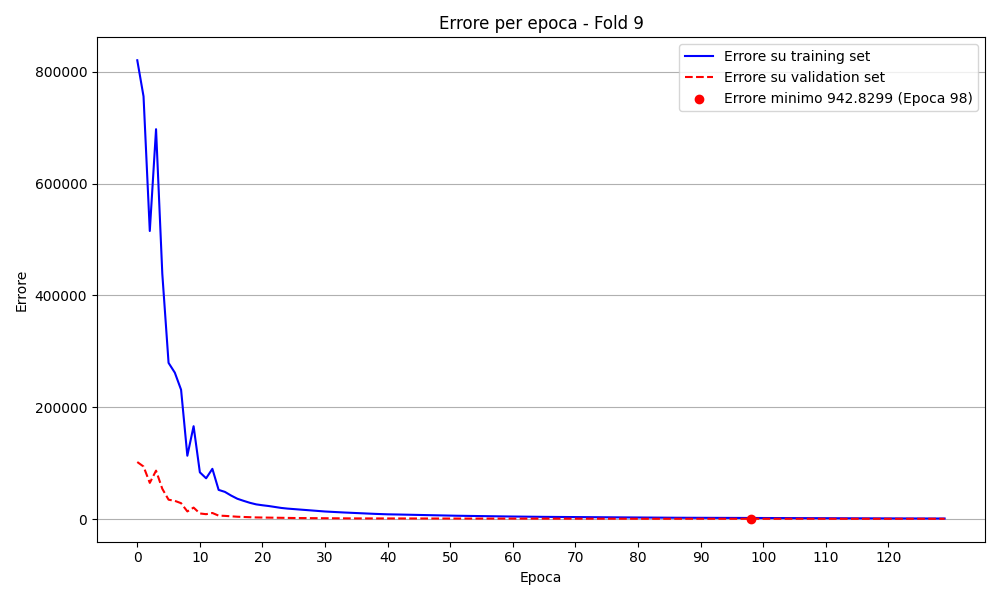 Errore per epoca - Fold 9
Errore su training set
Errore su validation set
Errore minimo 942.8299 (Epoca 98)
Errore
800000
600000
400000
200000
0
0 10 20 30 40 50 60 70 80 90 100 110 120
Epoca